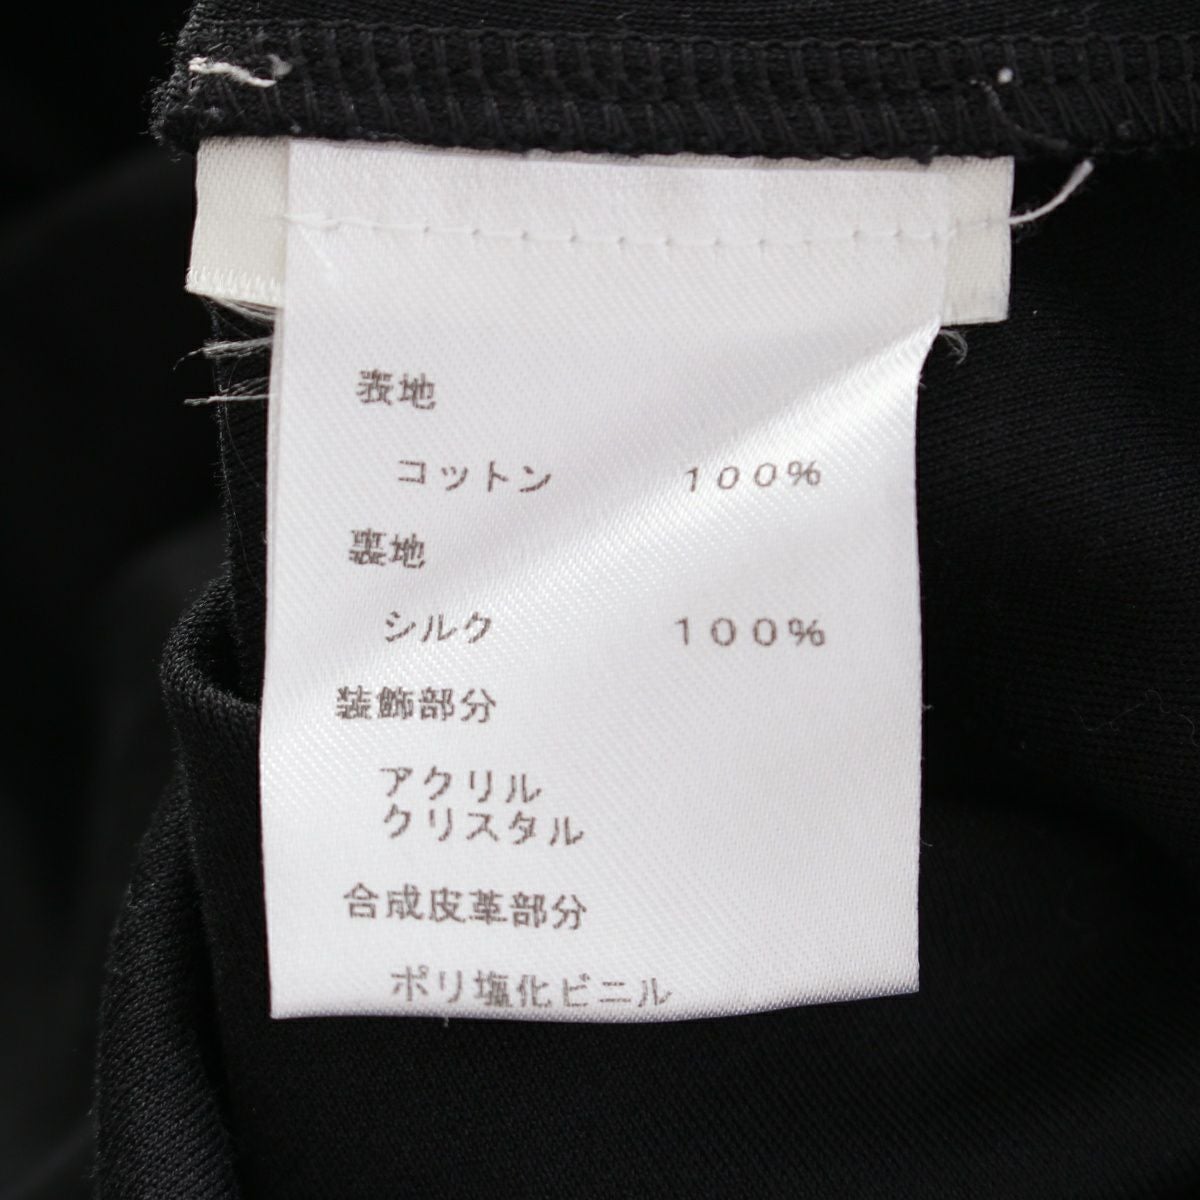 表地
コットン 100%
裏地
シルク 100%
装飾部分
アクリル
クリスタル
合成皮革部分
ポリ塩化ビニル